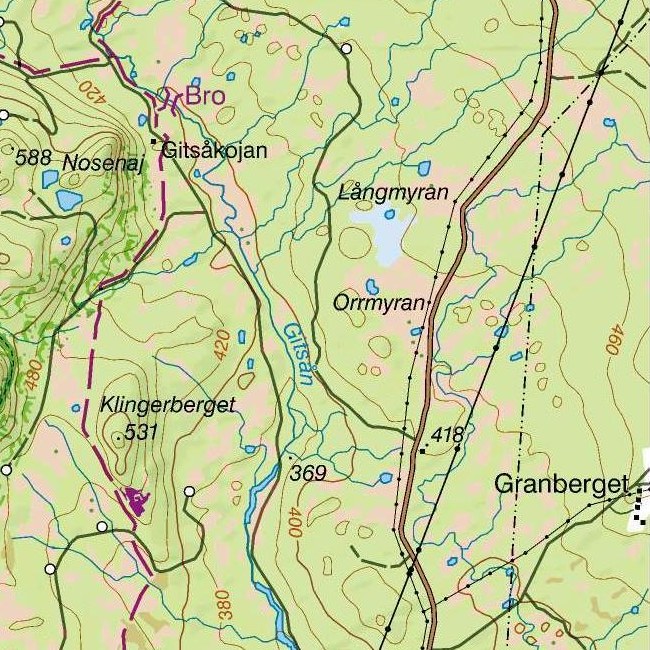 420
Bro
588
Nosenaj
Gitsåkojan
Långmyran
Orrmyran
420
460
Gitsån
480
Klingerberget
531
418
369
Granberget
400
380